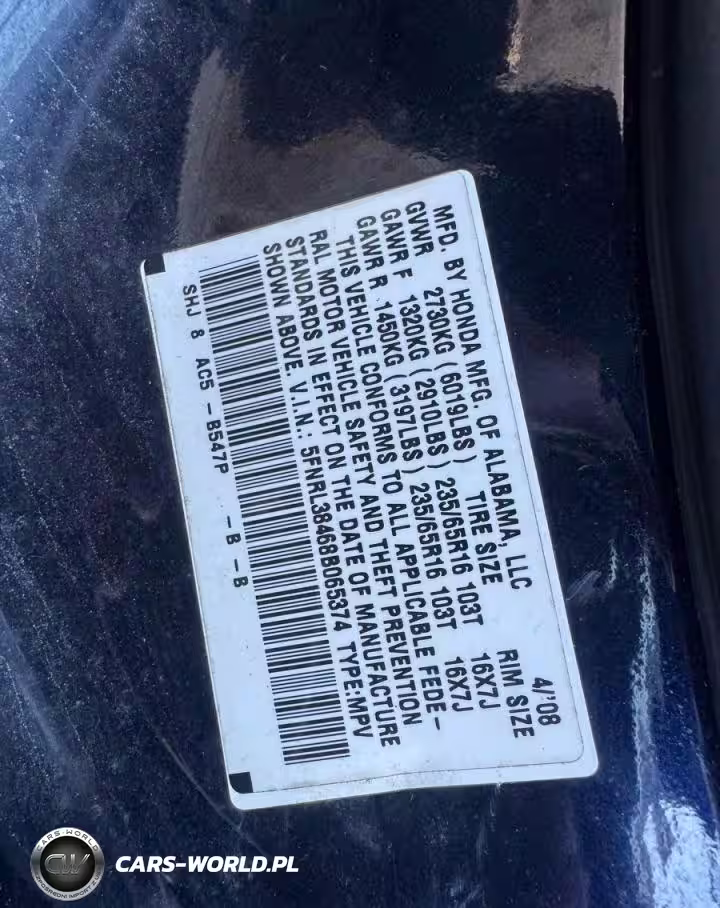 MFD. BY HONDA MFG. OF ALABAMA, LLC 4/'08
GVWR 2730KG (6019LBS) TIRE SIZE RIM SIZE
GAWR F 1320KG (2910LBS) 235/65R16 103T 16X7J
GAWR R 1450KG (3197LBS) 235/65R16 103T 16X7J
THIS VEHICLE CONFORMS TO ALL APPLICABLE FEDE-
RAL MOTOR VEHICLE SAFETY AND THEFT PREVENTION
STANDARDS IN EFFECT ON THE DATE OF MANUFACTURE
SHOWN ABOVE. V.I.N.: 5FNRL38468B065374 TYPE:MPV
SHJ 8 AC5 -B547P -B -B
CARS-WORLD
CW
CARS-WORLD.PL